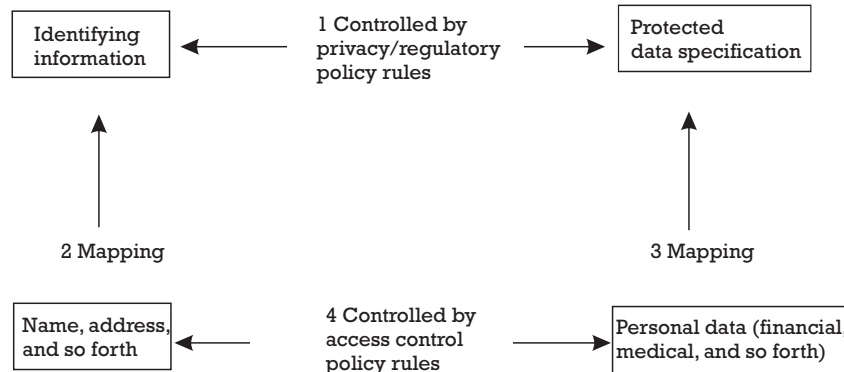 Identifying
information
1 Controlled by
privacy/regulatory
policy rules
Protected
data specification
2 Mapping
3 Mapping
Name, address,
and so forth
4 Controlled by
access control
policy rules
Personal data (financial,
medical, and so forth)